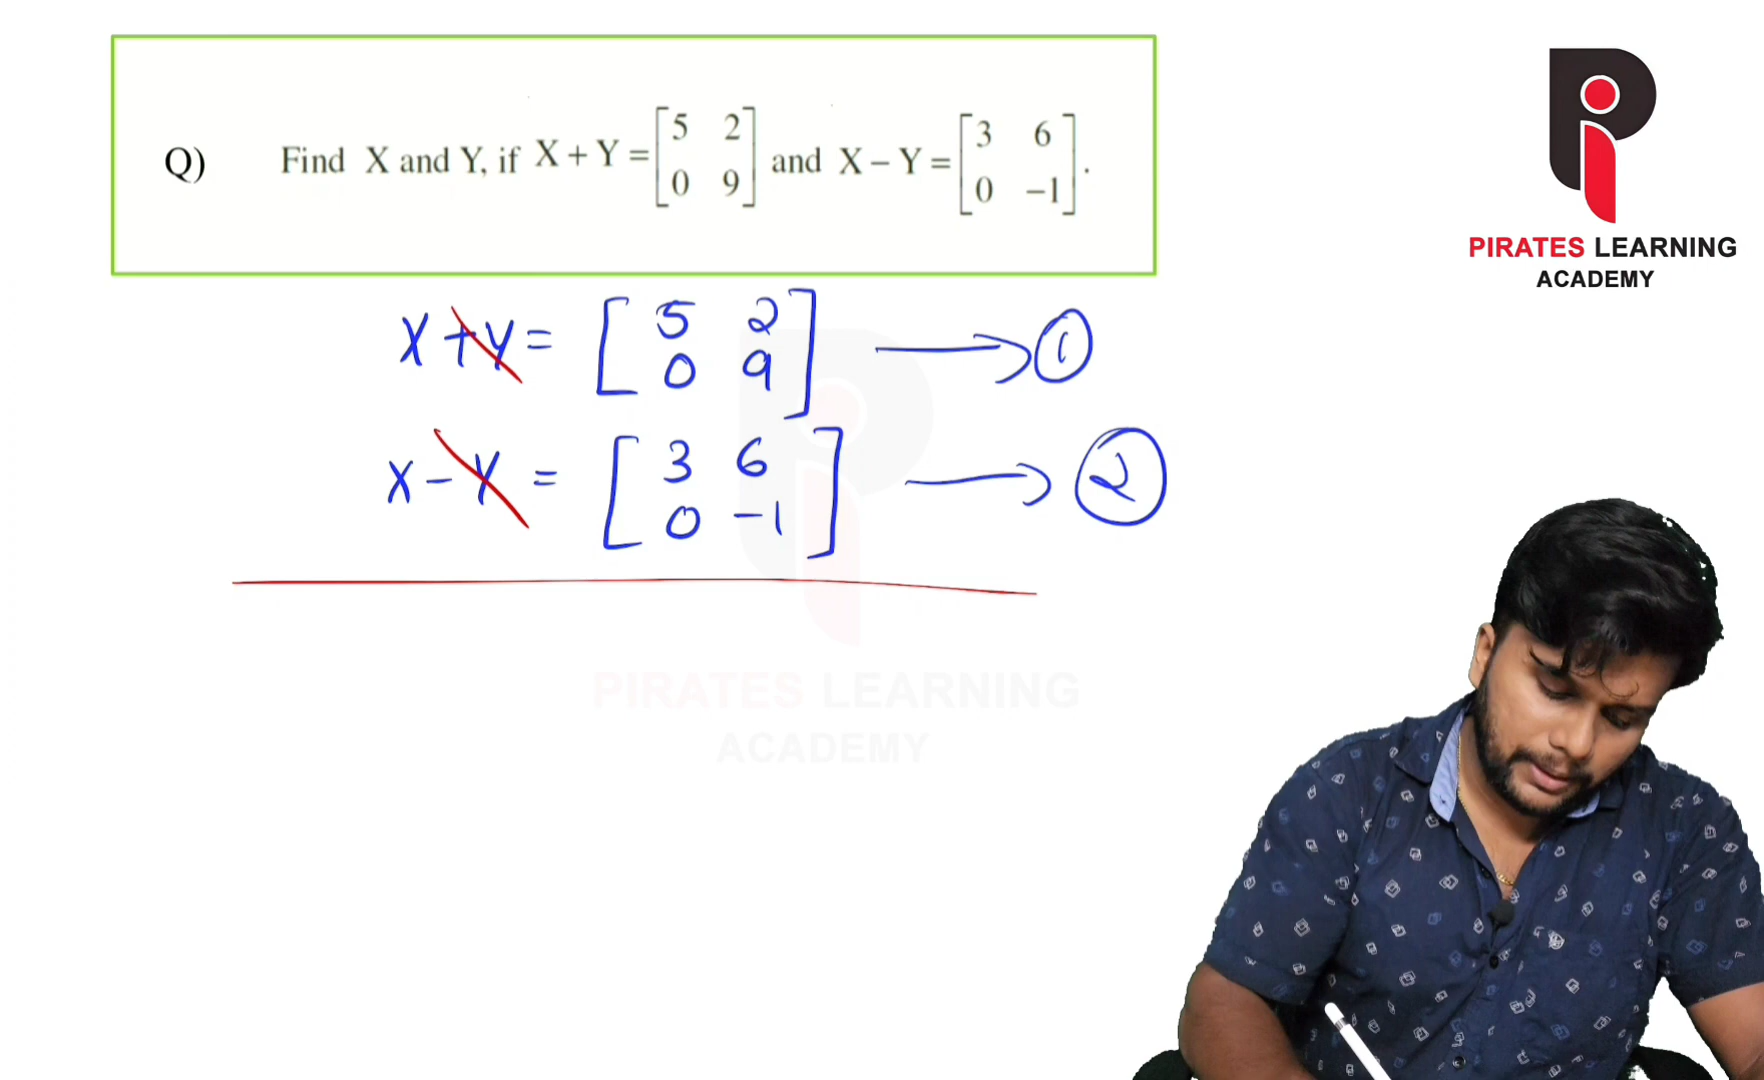 Q) Find X and Y, if X + Y = [5 2; 0 9] and X – Y = [3 6; 0 –1].
PIRATES LEARNING
ACADEMY
X + Y = [5 2; 0 9] → ①
X – Y = [3 6; 0 –1] → ②
PIRATES LEARNING
ACADEMY